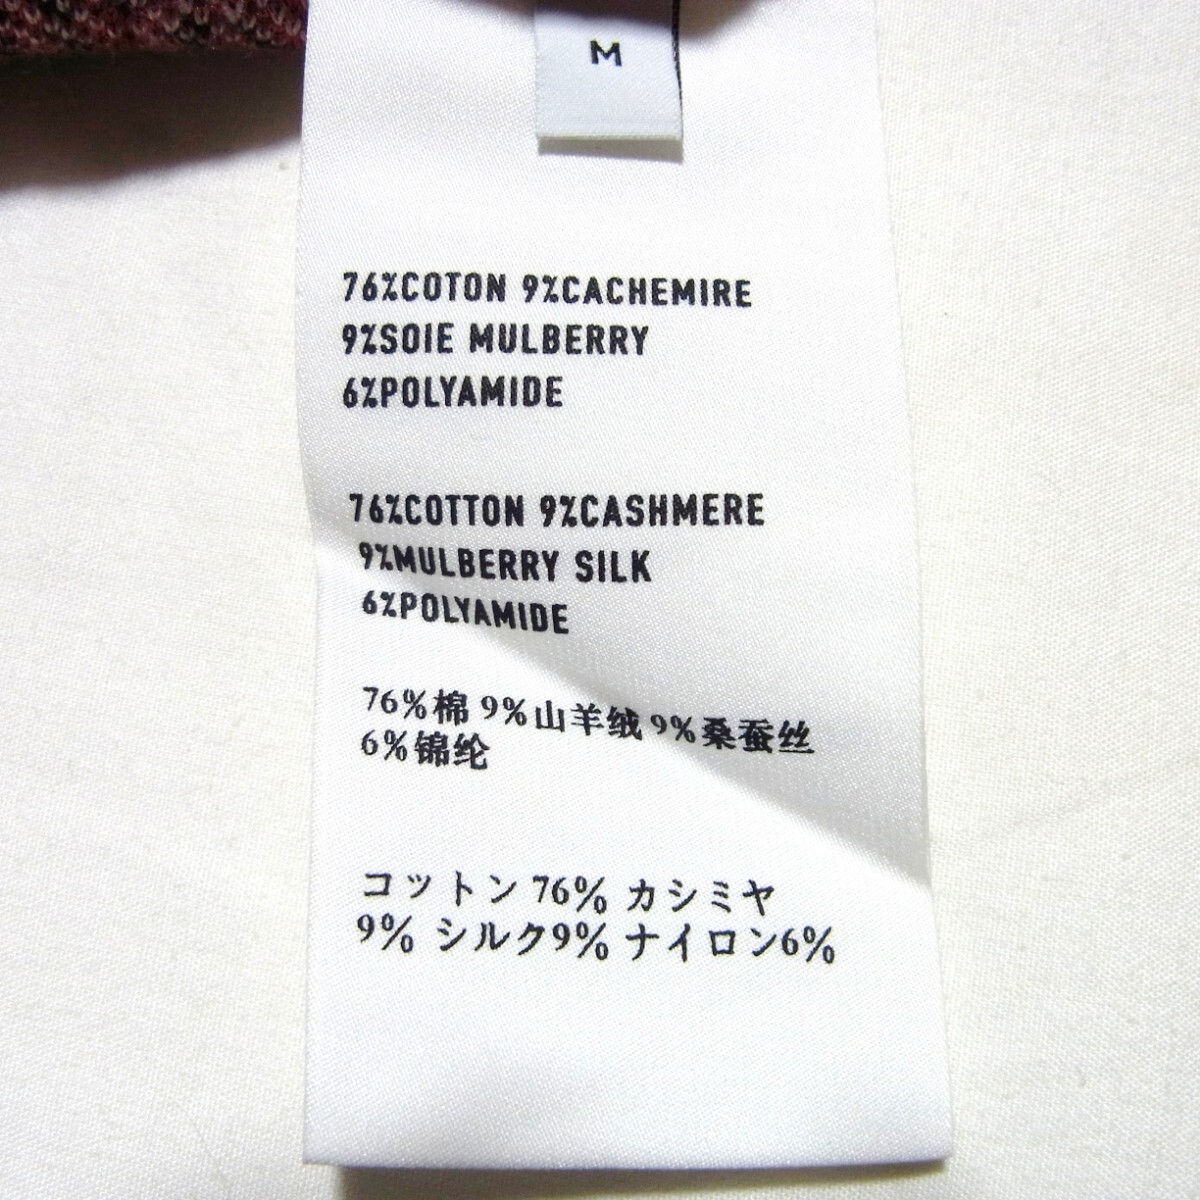 M
76%COTON 9%CACHEMIRE
9%SOIE MULBERRY
6%POLYAMIDE
76%COTTON 9%CASHMERE
9%MULBERRY SILK
6%POLYAMIDE
76%棉 9%山羊绒 9%桑蚕丝
6%锦纶
コットン 76% カシミヤ
9% シルク9% ナイロン6%